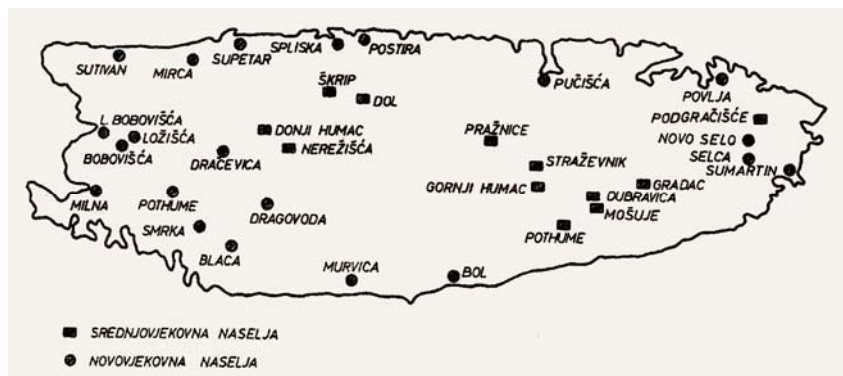 SUTIVAN
MIRCA
SUPETAR
SPLISKA
POSTIRA
ŠKRIP
DOL
PUČIŠĆA
POVLJA
PODGRAČIŠĆE
L. BOBOVIŠĆA
LOŽIŠĆA
BOBOVIŠĆA
DONJI HUMAC
NEREŽIŠĆA
DRAČEVICA
PRAŽNICE
STRAŽEVNIK
NOVO SELO
SELCA
SUMARTIN
GORNJI HUMAC
GRADAC
DUBRAVICA
MOŠUJE
POTHUME
MILNA
POTHUME
DRAGOVODA
SMRKA
BLACA
MURVICA
BOL
SREDNJOVJEKOVNA NASELJA
NOVOVJEKOVNA NASELJA